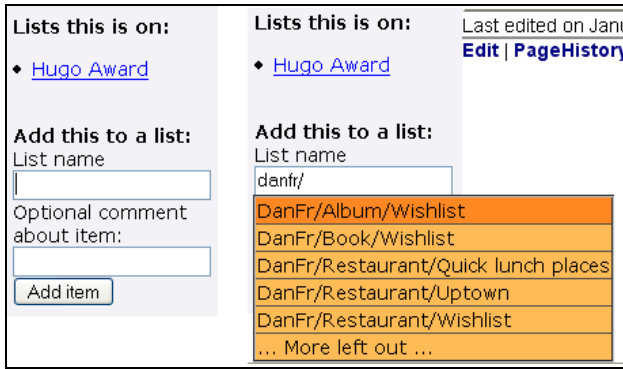 Lists this is on:
• Hugo Award
Add this to a list:
List name
Optional comment
about item:
Add item
Lists this is on:
• Hugo Award
Add this to a list:
List name
danfr/
DanFr/Album/Wishlist
DanFr/Book/Wishlist
DanFr/Restaurant/Quick lunch places
DanFr/Restaurant/Uptown
DanFr/Restaurant/Wishlist
... More left out ...
Last edited on Janu
Edit | PageHistory